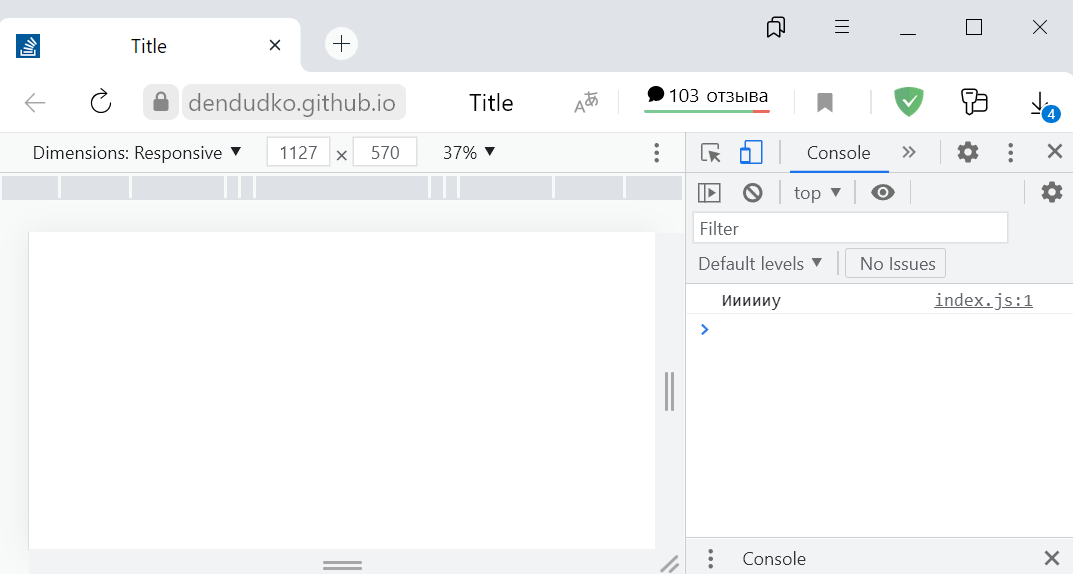 Title
dendudko.github.io Title 103 отзыва 4
Dimensions: Responsive 1127 × 570 37% Console
top
Filter
Default levels No Issues
Иииииу index.js:1
Console